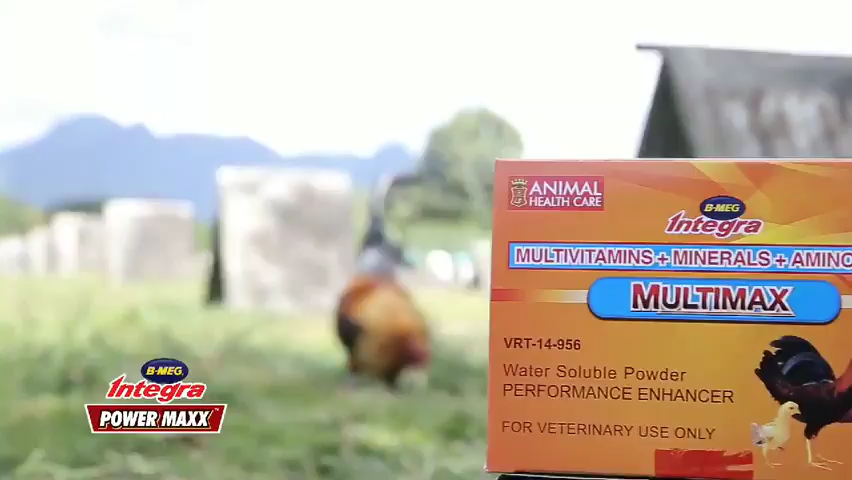 ANIMAL
HEALTH CARE
B-MEG
Integra
MULTIVITAMINS + MINERALS + AMINO
MULTIMAX
VRT-14-956
Water Soluble Powder
PERFORMANCE ENHANCER
FOR VETERINARY USE ONLY
B-MEG
Integra
POWER MAXX